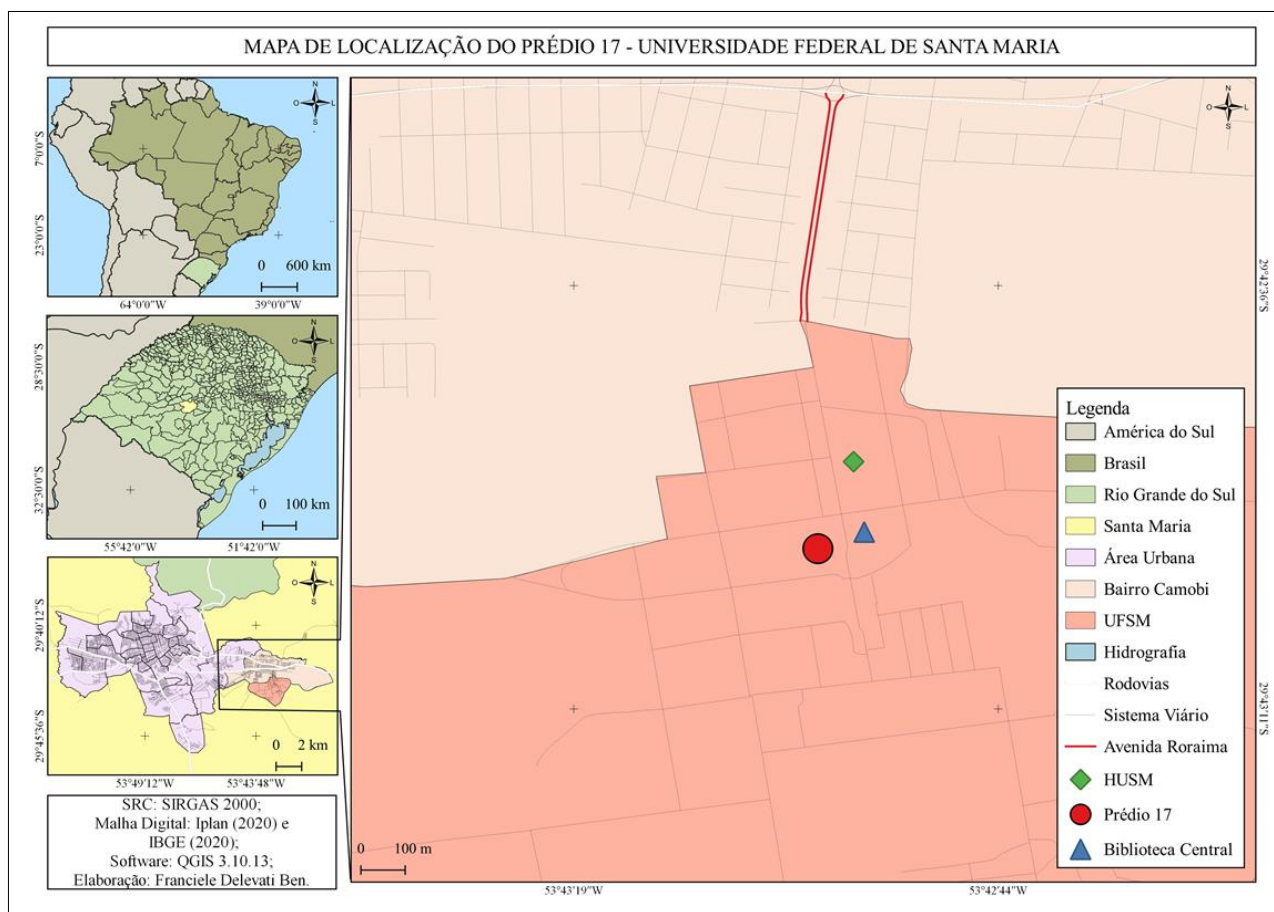 MAPA DE LOCALIZAÇÃO DO PRÉDIO 17 - UNIVERSIDADE FEDERAL DE SANTA MARIA
N
O L
S
7°0'0"S
23°0'0"S
0 600 km
64°0'0"W 39°0'0"W
N
O L
S
28°30'0"S
32°30'0"S
0 100 km
55°42'0"W 51°42'0"W
N
O L
S
29°40'12"S
29°45'36"S
0 2 km
53°49'12"W 53°43'48"W
SRC: SIRGAS 2000;
Malha Digital: Iplan (2020) e
IBGE (2020);
Software: QGIS 3.10.13;
Elaboração: Franciele Delevati Ben.
N
O L
S
29°42'36"S
29°43'11"S
0 100 m
53°43'19"W 53°42'44"W
Legenda
América do Sul
Brasil
Rio Grande do Sul
Santa Maria
Área Urbana
Bairro Camobi
UFSM
Hidrografia
Rodovias
Sistema Viário
Avenida Roraima
HUSM
Prédio 17
Biblioteca Central